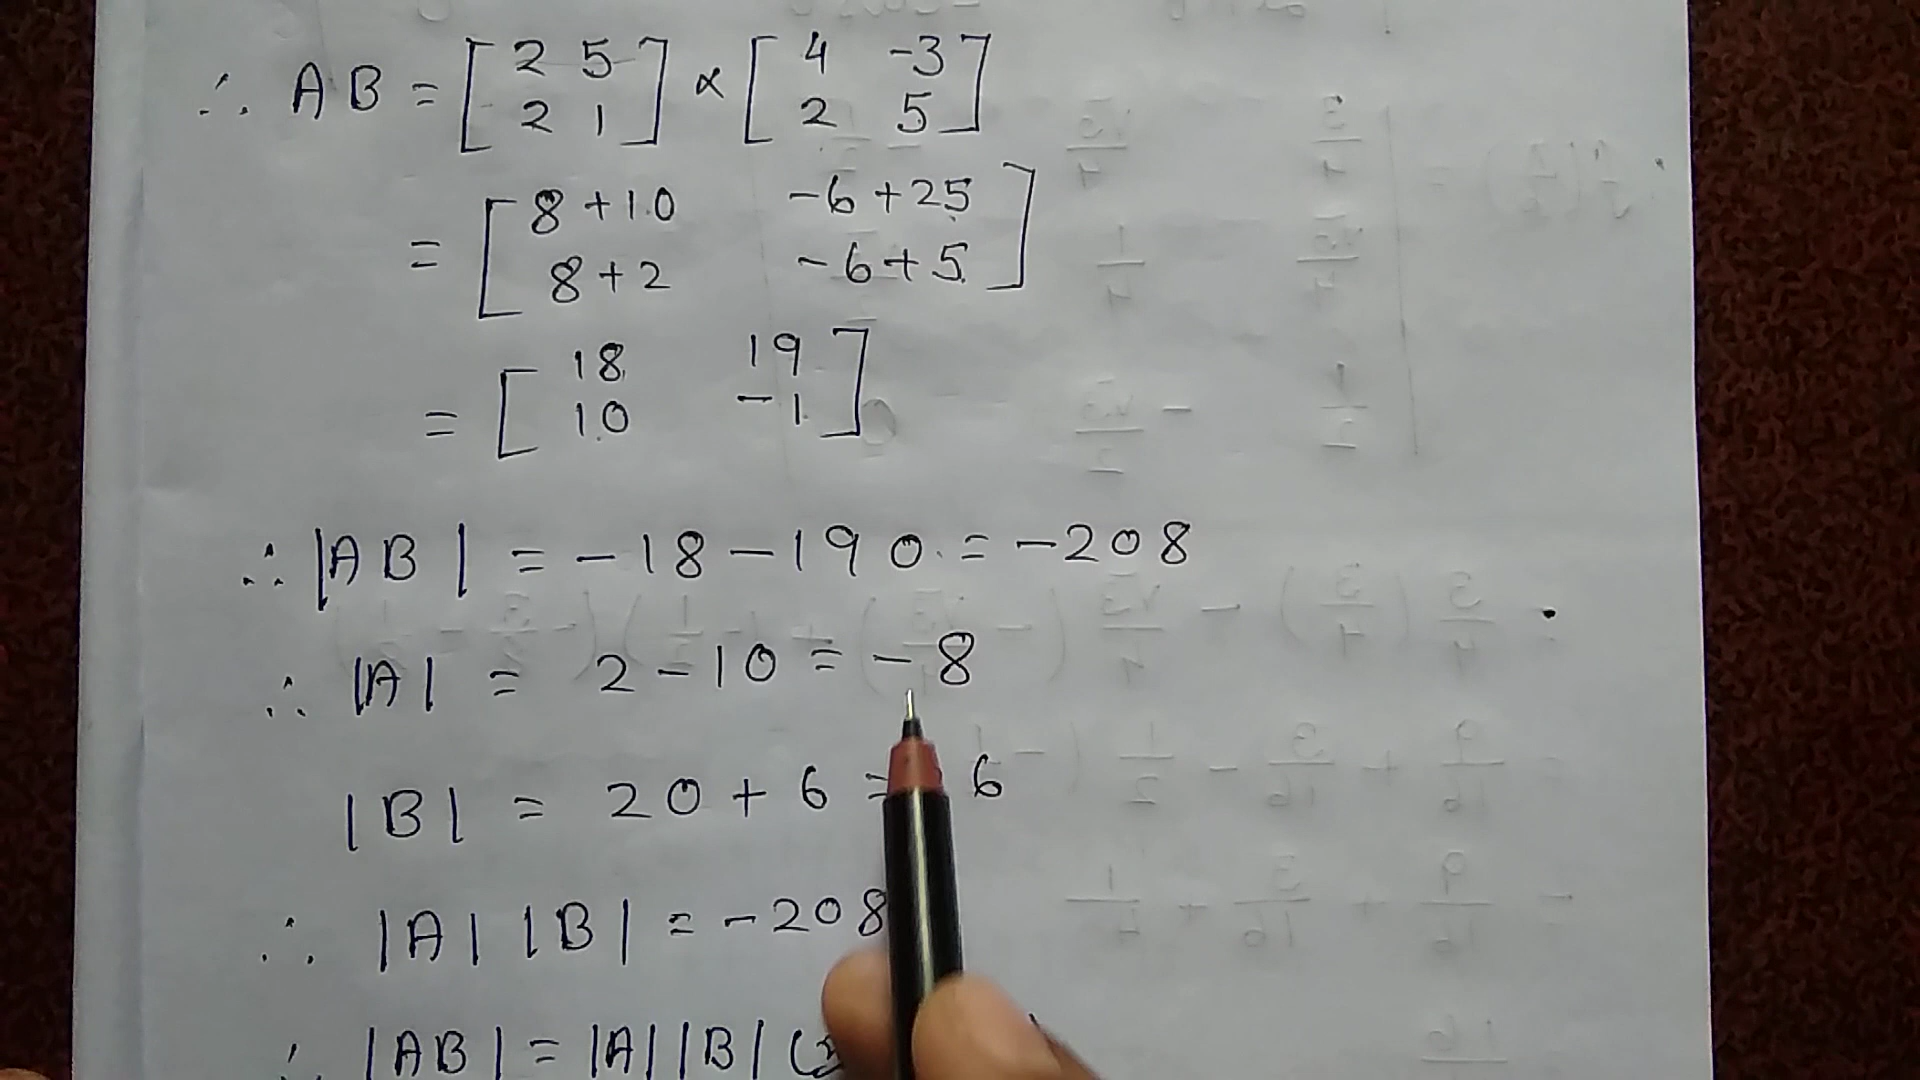 ∴ AB = [2 5; 2 1] × [4 -3; 2 5]
= [8+10 -6+25; 8+2 -6+5]
= [18 19; 10 -1]
∴ |AB| = -18-190 = -208
∴ |A| = 2-10 = -8
|B| = 20+6 = 6
∴ |A| |B| = -208
∴ |AB| = |A| |B| (